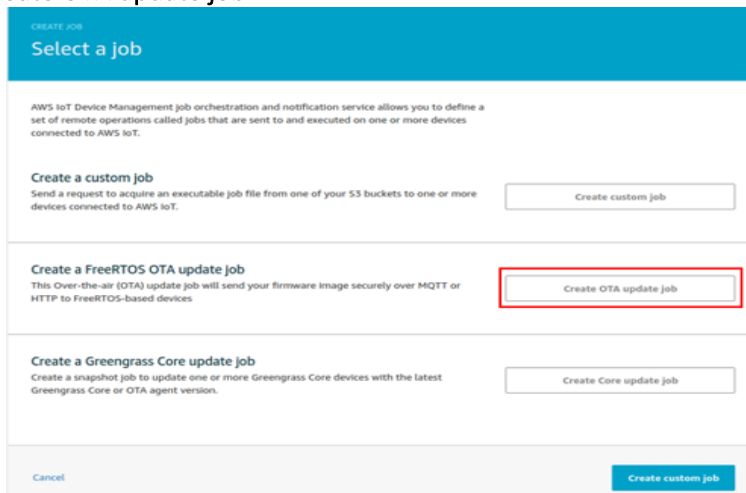 CREATE JOB
Select a job
AWS IoT Device Management job orchestration and notification service allows you to define a
set of remote operations called jobs that are sent to and executed on one or more devices
connected to AWS IoT.
Create a custom job
Send a request to acquire an executable job file from one of your S3 buckets to one or more
devices connected to AWS IoT.
Create custom job
Create a FreeRTOS OTA update job
This Over-the-air (OTA) update job will send your firmware image securely over MQTT or
HTTP to FreeRTOS-based devices
Create OTA update job
Create a Greengrass Core update job
Create a snapshot job to update one or more Greengrass Core devices with the latest
Greengrass Core or OTA agent version.
Create Core update job
Cancel
Create custom job